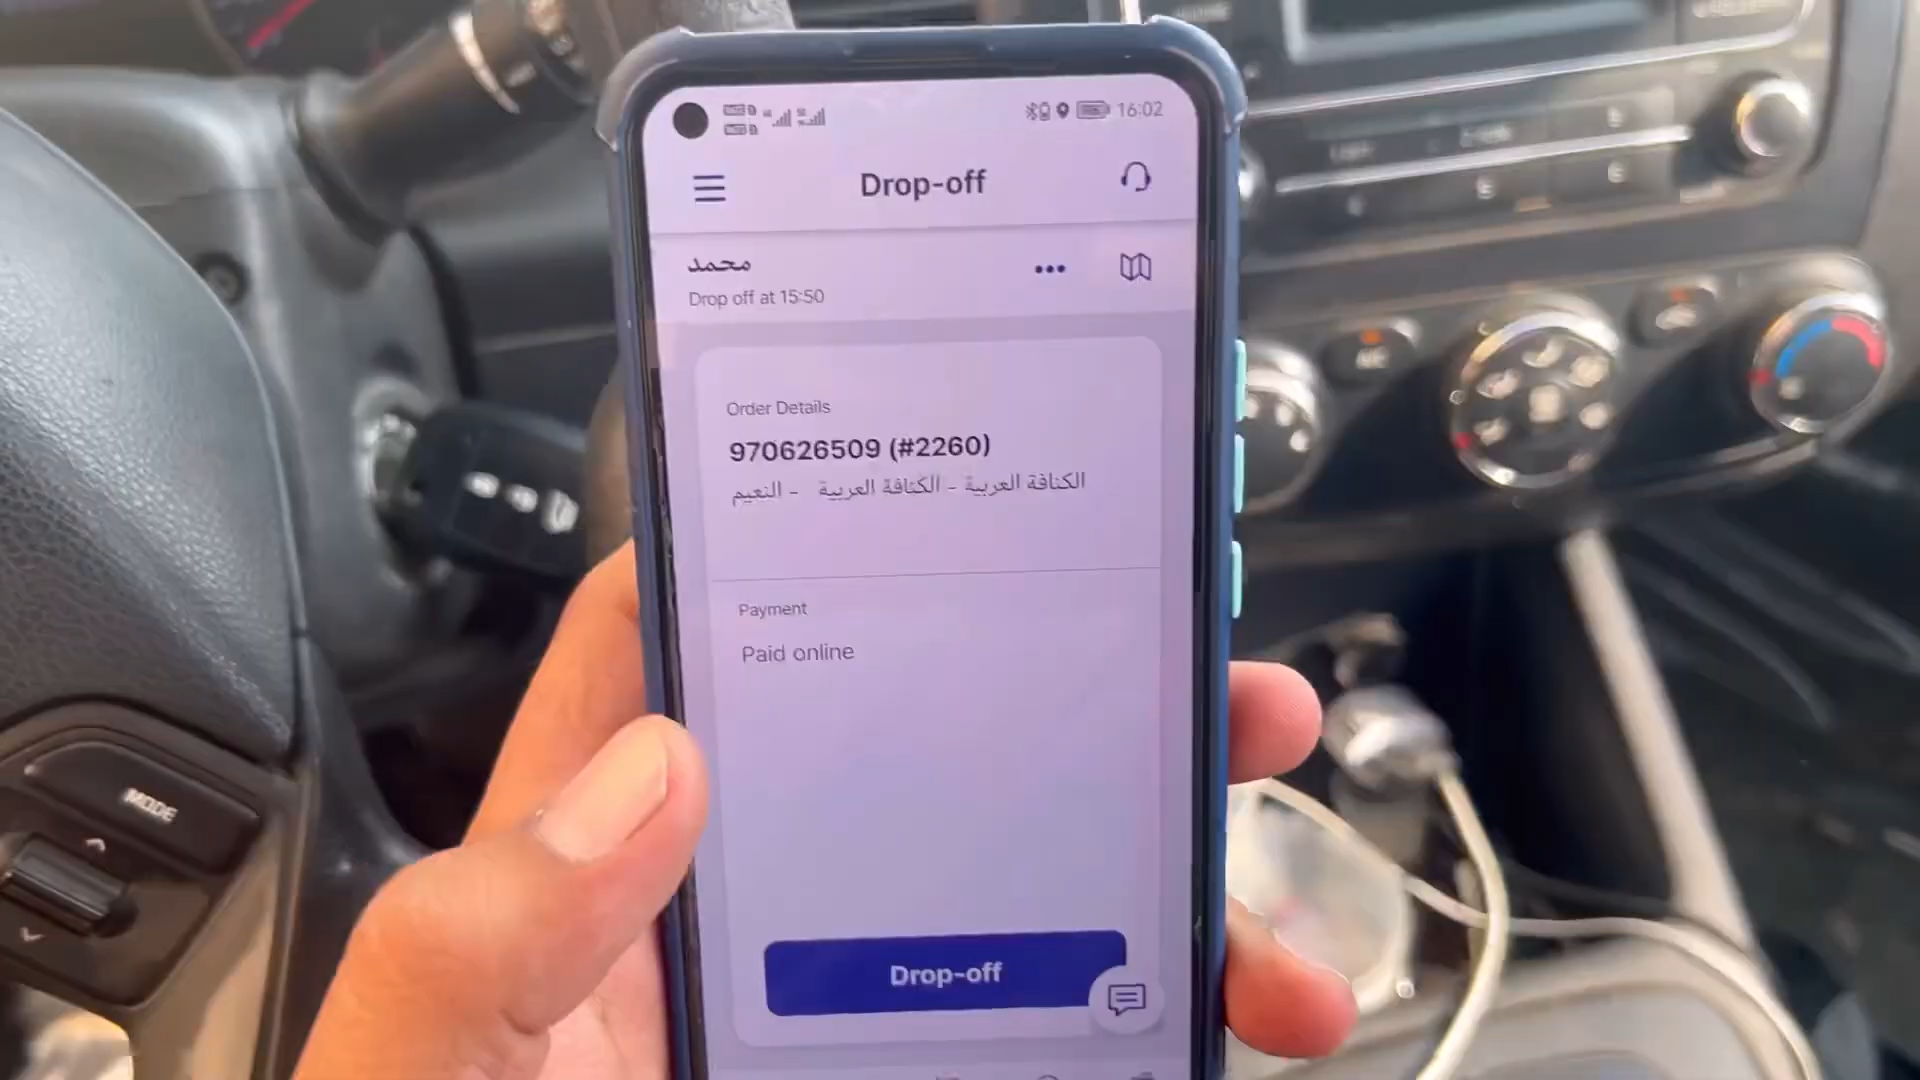 16:02
Drop-off
محمد
Drop off at 15:50
Order Details
970626509 (#2260)
الكنافة العربية - الكنافة العربية - النعيم
Payment
Paid online
Drop-off
MODE
A/C